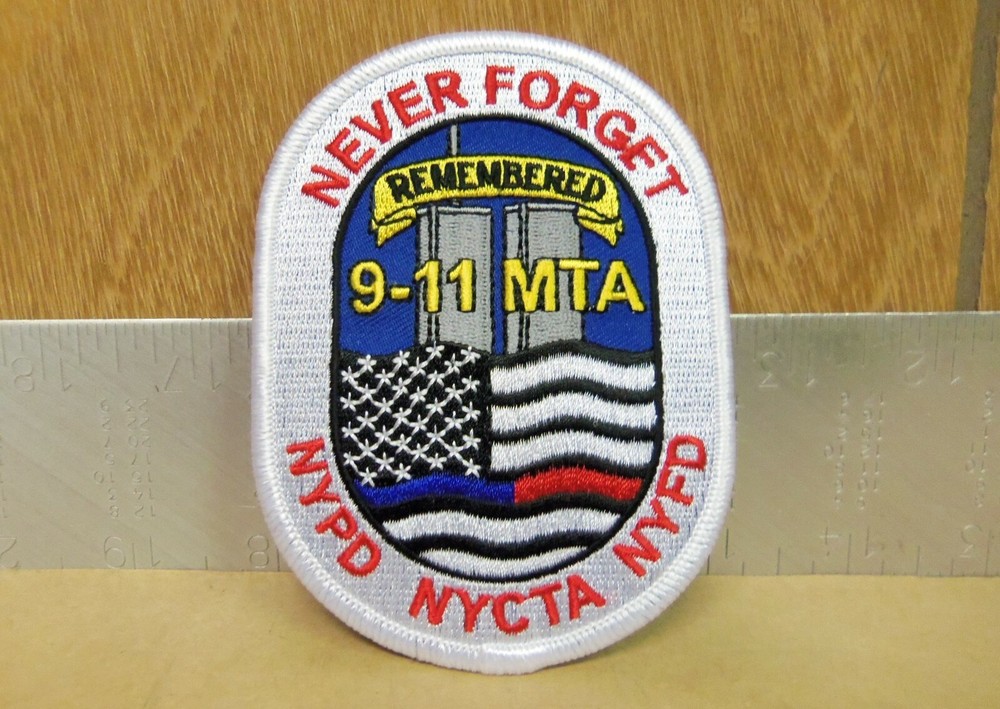 NEVER FORGET
REMEMBERED
9-11 MTA
NYPD NYCTA NYFD